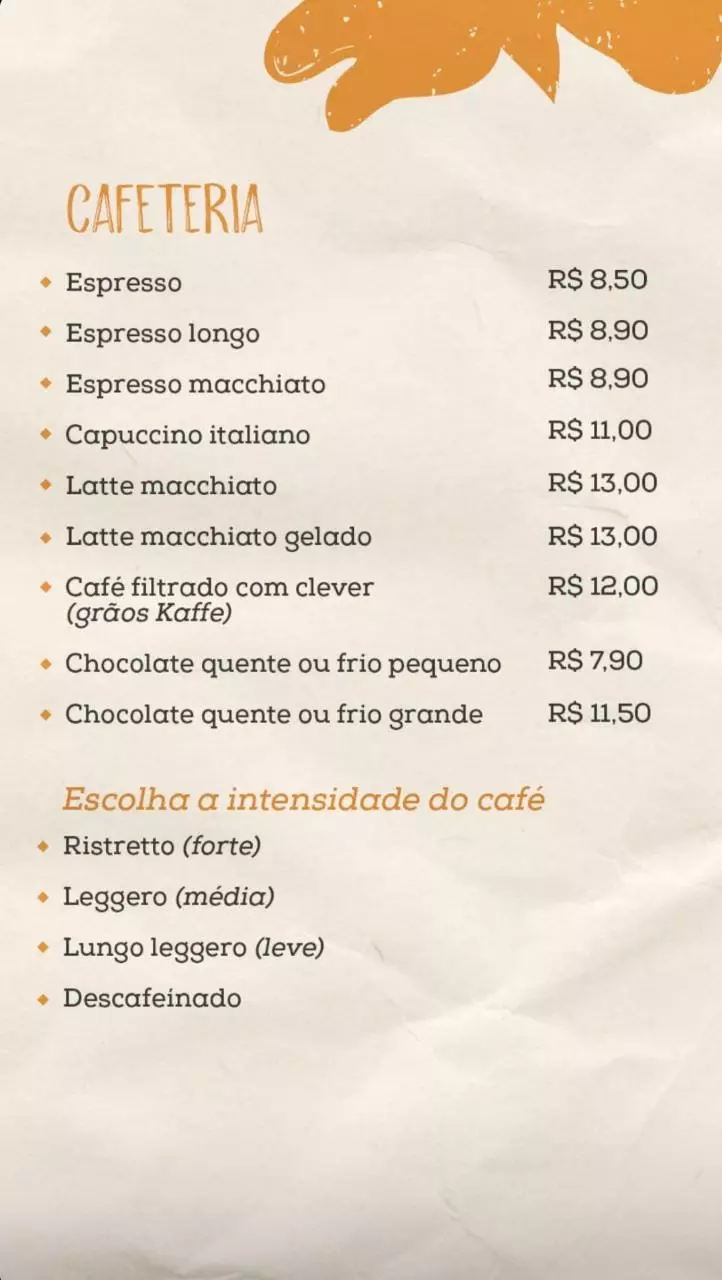 CAFETERIA
Espresso R$ 8,50
Espresso longo R$ 8,90
Espresso macchiato R$ 8,90
Capuccino italiano R$ 11,00
Latte macchiato R$ 13,00
Latte macchiato gelado R$ 13,00
Café filtrado com clever R$ 12,00
(grãos Kaffe)
Chocolate quente ou frio pequeno R$ 7,90
Chocolate quente ou frio grande R$ 11,50
Escolha a intensidade do café
Ristretto (forte)
Leggero (média)
Lungo leggero (leve)
Descafeinado